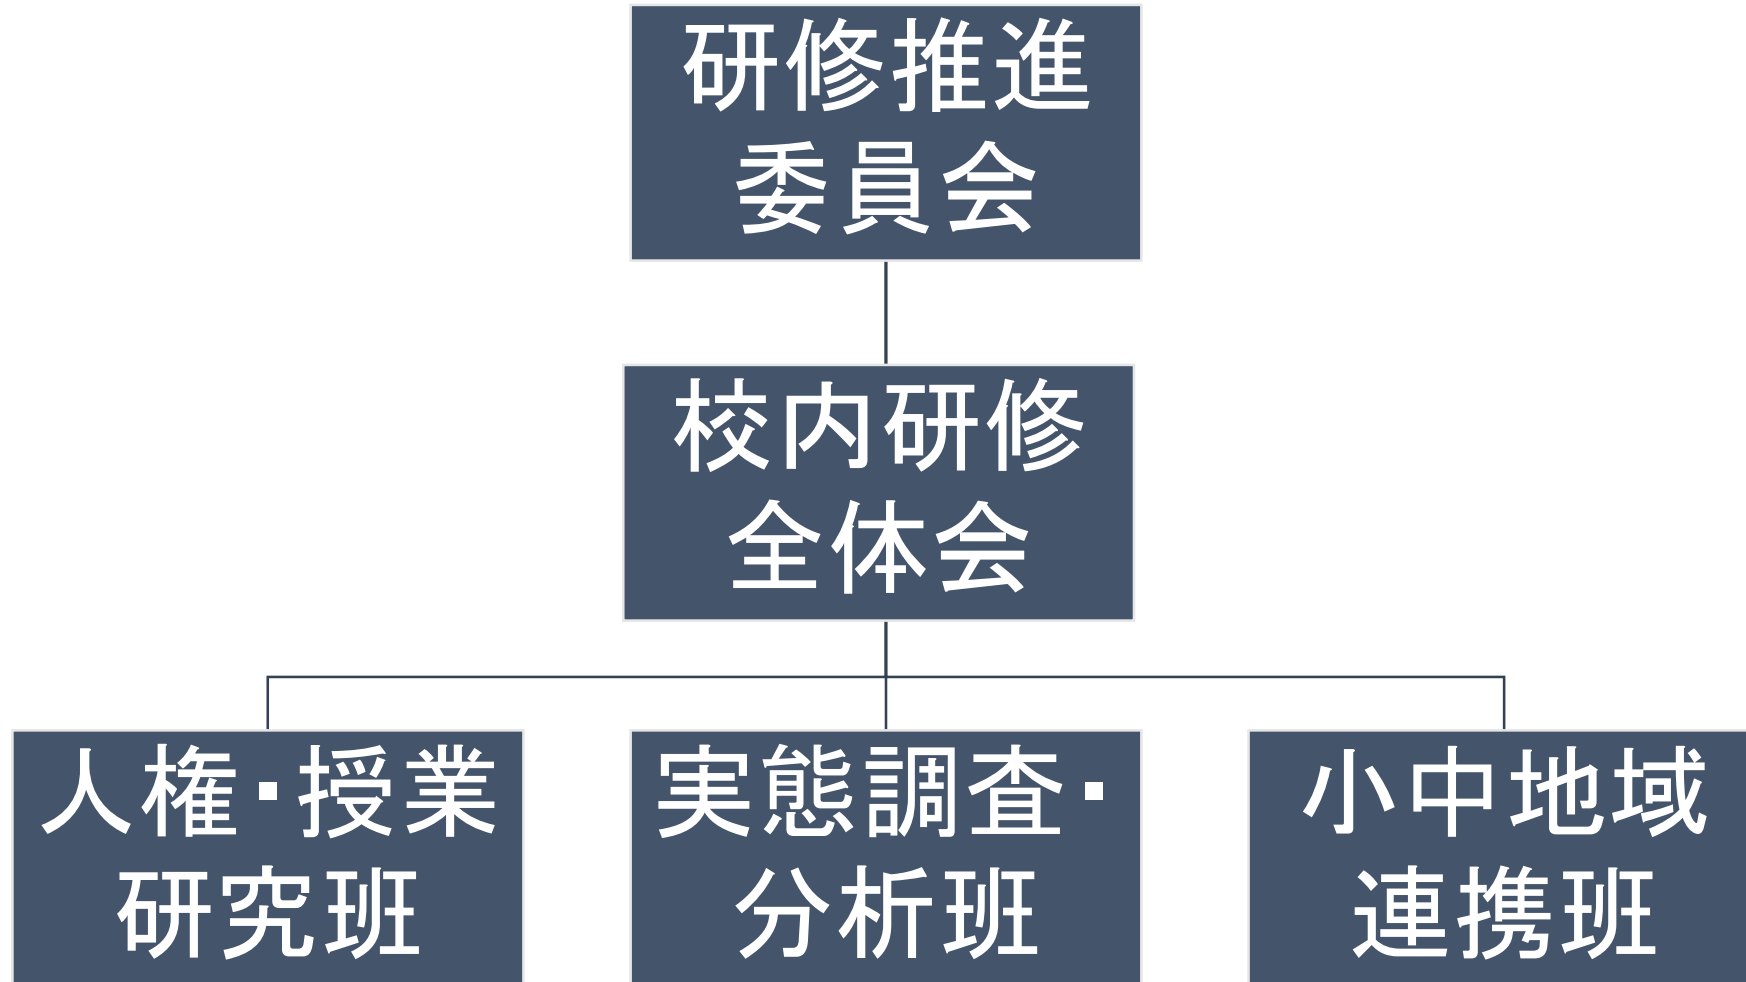 研修推進
委員会
校内研修
全体会
人権・授業
研究班
実態調査・
分析班
小中地域
連携班